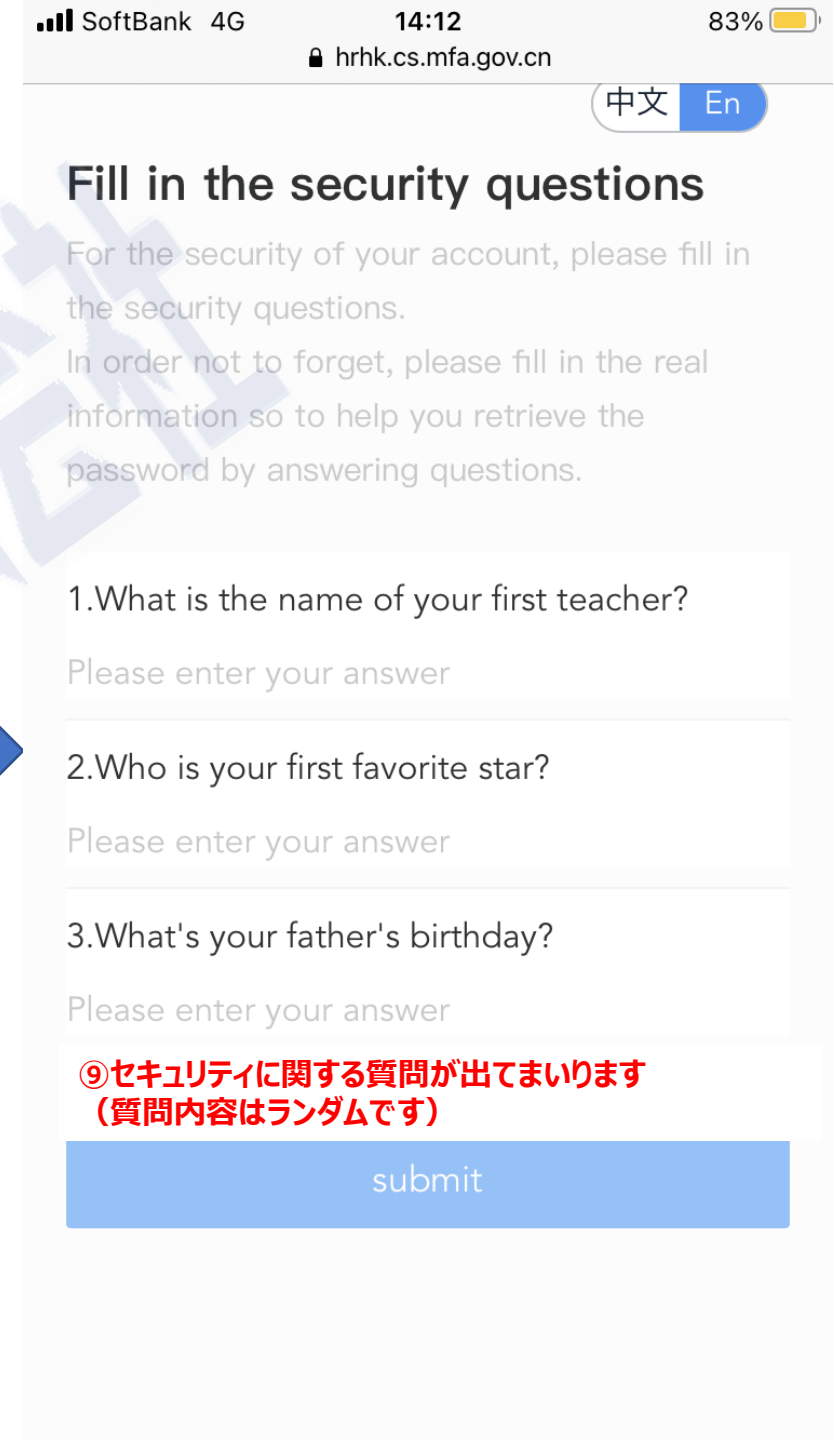 SoftBank 4G 14:12 83%
hrhk.cs.mfa.gov.cn
中文 En
Fill in the security questions
For the security of your account, please fill in
the security questions.
In order not to forget, please fill in the real
information so to help you retrieve the
password by answering questions.
1.What is the name of your first teacher?
Please enter your answer
2.Who is your first favorite star?
Please enter your answer
3.What's your father's birthday?
Please enter your answer
⑨セキュリティに関する質問が出てまいります
（質問内容はランダムです）
submit